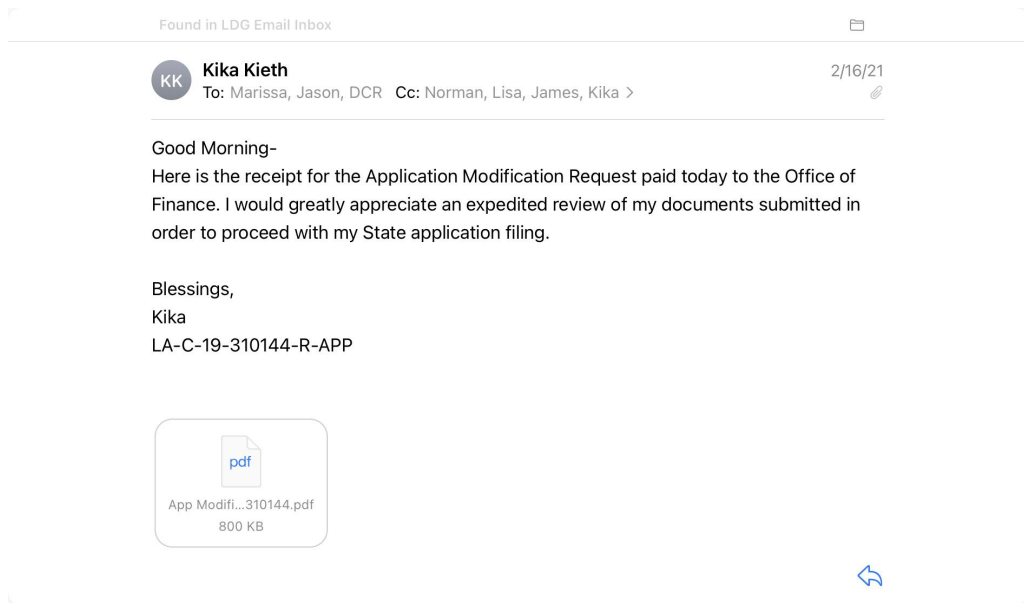 Found in LDG Email Inbox
KK
Kika Kieth
2/16/21
To: Marissa, Jason, DCR Cc: Norman, Lisa, James, Kika >
Good Morning-
Here is the receipt for the Application Modification Request paid today to the Office of
Finance. I would greatly appreciate an expedited review of my documents submitted in
order to proceed with my State application filing.
Blessings,
Kika
LA-C-19-310144-R-APP
pdf
App Modifi...310144.pdf
800 KB